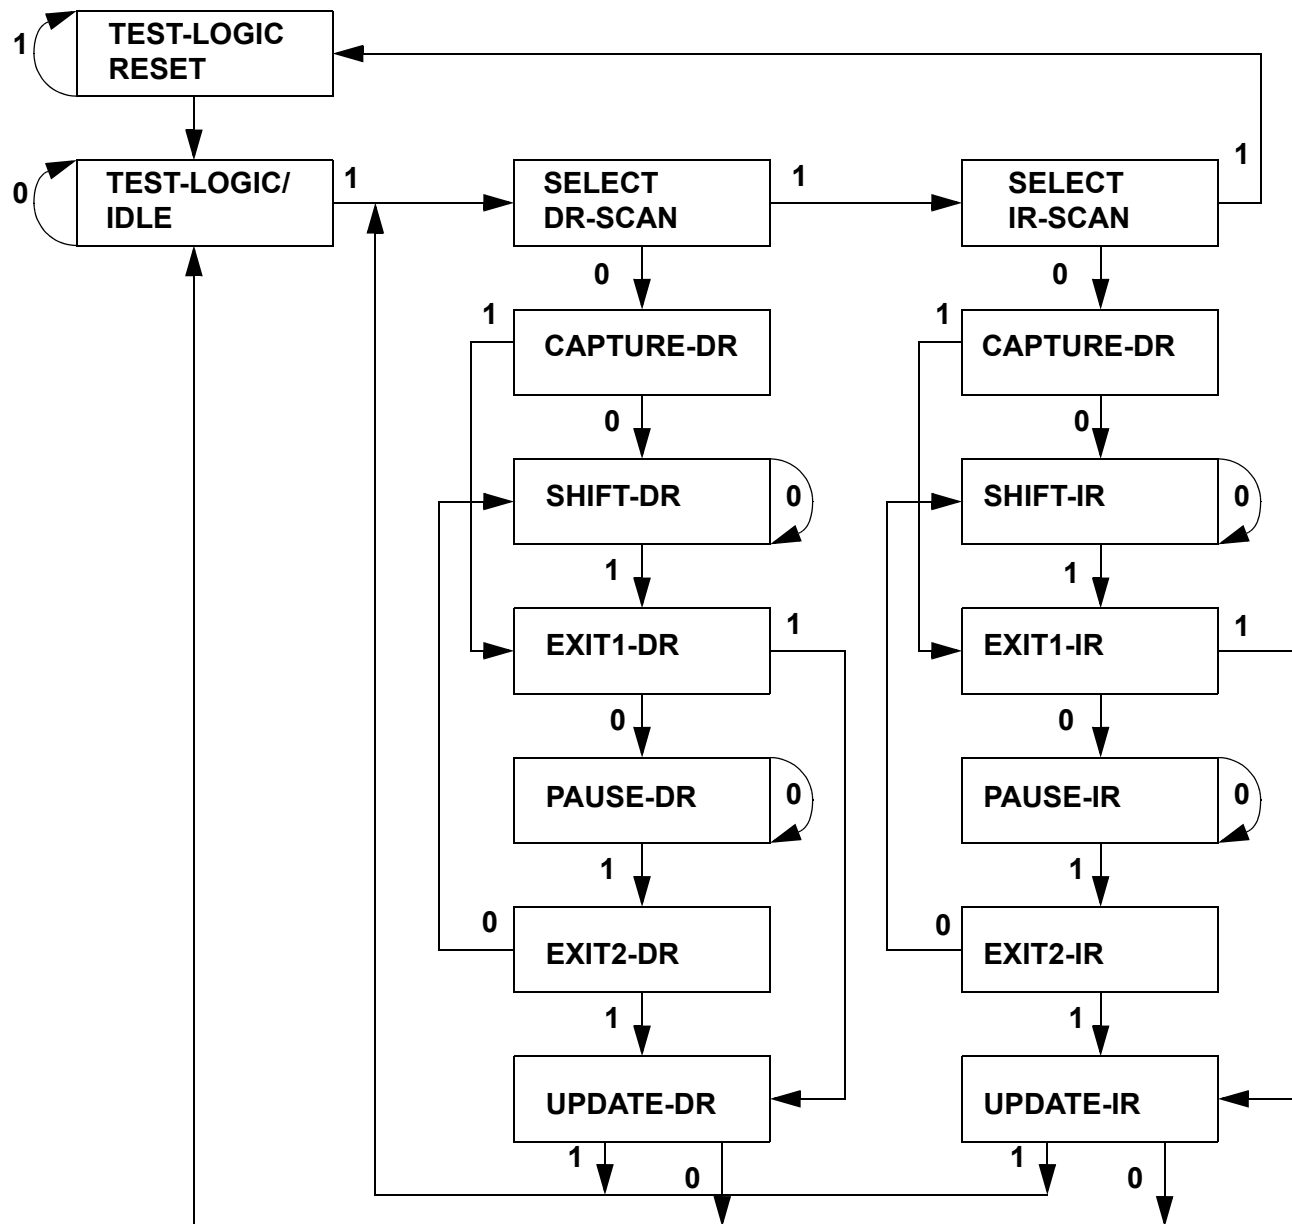 1
TEST-LOGIC
RESET
0
TEST-LOGIC/
IDLE
1
SELECT
DR-SCAN
1
SELECT
IR-SCAN
1
0
0
1
CAPTURE-DR
1
CAPTURE-DR
0
0
SHIFT-DR
0
SHIFT-IR
0
1
1
EXIT1-DR
1
EXIT1-IR
1
0
0
PAUSE-DR
0
PAUSE-IR
0
1
1
0
EXIT2-DR
0
EXIT2-IR
1
1
UPDATE-DR
UPDATE-IR
1
0
1
0